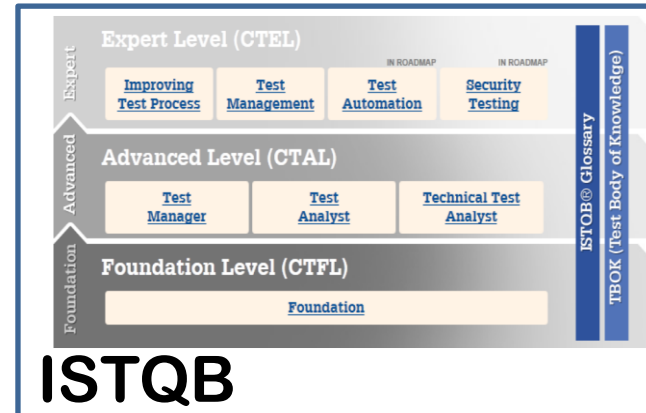 Expert
Expert Level (CTEL)
IN ROADMAP
IN ROADMAP
Improving
Test Process
Test
Management
Test
Automation
Security
Testing
Advanced
Advanced Level (CTAL)
Test
Manager
Test
Analyst
Technical Test
Analyst
Foundation
Foundation Level (CTFL)
Foundation
ISTQB® Glossary
TBOK (Test Body of Knowledge)
ISTQB